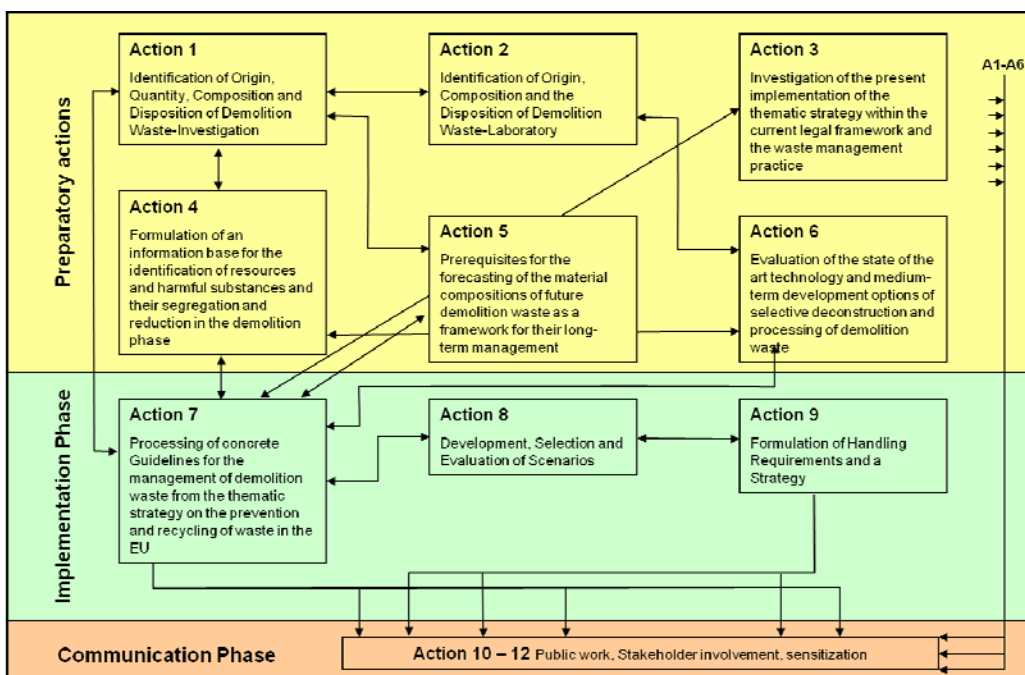 Preparatory actions
Action 1
Identification of Origin,
Quantity, Composition and
Disposition of Demolition
Waste-Investigation
Action 2
Identification of Origin,
Composition and the
Disposition of Demolition
Waste-Laboratory
Action 3
Investigation of the present
implementation of the
thematic strategy within the
current legal framework and
the waste management
practice
A1-A6
Action 4
Formulation of an
information base for the
identification of resources
and harmful substances and
their segregation and
reduction in the demolition
phase
Action 5
Prerequisites for the
forecasting of the material
compositions of future
demolition waste as a
framework for their long-
term management
Action 6
Evaluation of the state of the
art technology and medium-
term development options of
selective deconstruction and
processing of demolition
waste
Implementation Phase
Action 7
Processing of concrete
Guidelines for the
management of demolition
waste from the thematic
strategy on the prevention
and recycling of waste in the
EU
Action 8
Development, Selection and
Evaluation of Scenarios
Action 9
Formulation of Handling
Requirements and a
Strategy
Communication Phase
Action 10 – 12 Public work, Stakeholder involvement, sensitization